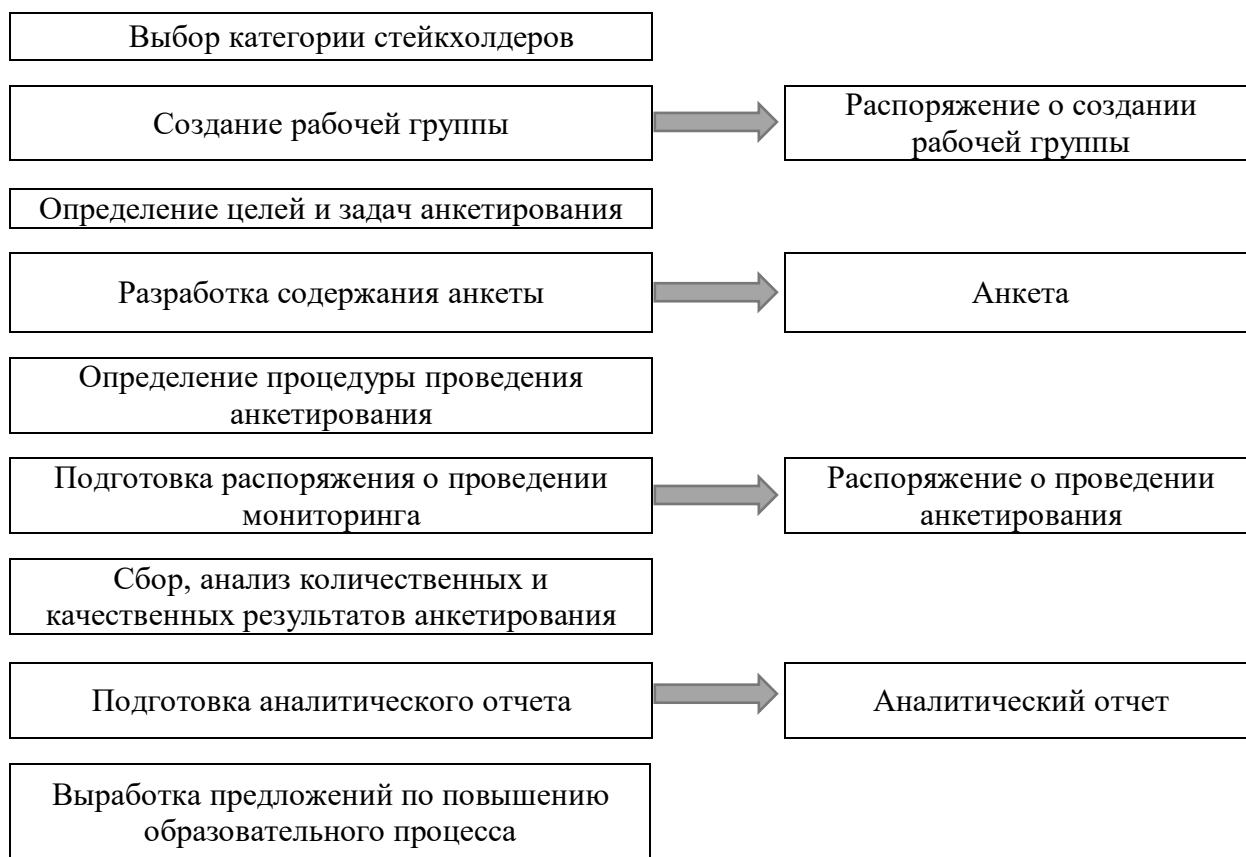 Выбор категории стейкхолдеров
Создание рабочей группы
Распоряжение о создании
рабочей группы
Определение целей и задач анкетирования
Разработка содержания анкеты
Анкета
Определение процедуры проведения
анкетирования
Подготовка распоряжения о проведении
мониторинга
Распоряжение о проведении
анкетирования
Сбор, анализ количественных и
качественных результатов анкетирования
Подготовка аналитического отчета
Аналитический отчет
Выработка предложений по повышению
образовательного процесса